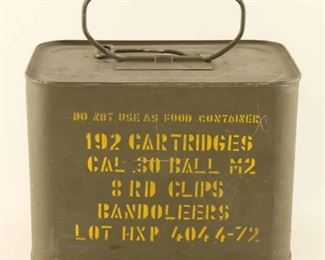 DO NOT USE AS FOOD CONTAINER
192 CARTRIDGES
CAL .30 BALL M2
8 RD CLIPS
BANDOLEERS
LOT HXP 4044-72